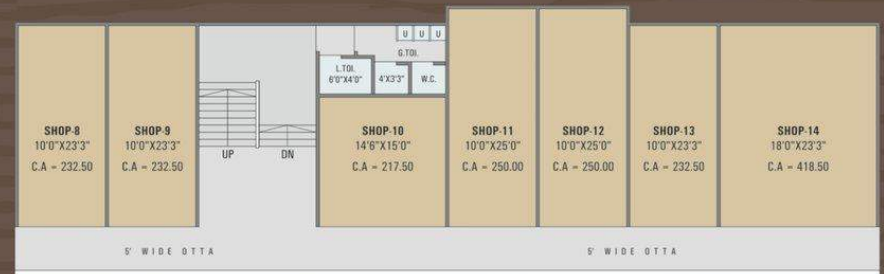 U U U
G.TOI.
L.TOI.
6'0"X4'0"
4'X3'3"
W.C.
SHOP-8
10'0"X23'3"
C.A = 232.50
SHOP-9
10'0"X23'3"
C.A = 232.50
UP
DN
SHOP-10
14'6"X15'0"
C.A = 217.50
SHOP-11
10'0"X25'0"
C.A = 250.00
SHOP-12
10'0"X25'0"
C.A = 250.00
SHOP-13
10'0"X23'3"
C.A = 232.50
SHOP-14
18'0"X23'3"
C.A = 418.50
5' WIDE OTTA
5' WIDE OTTA